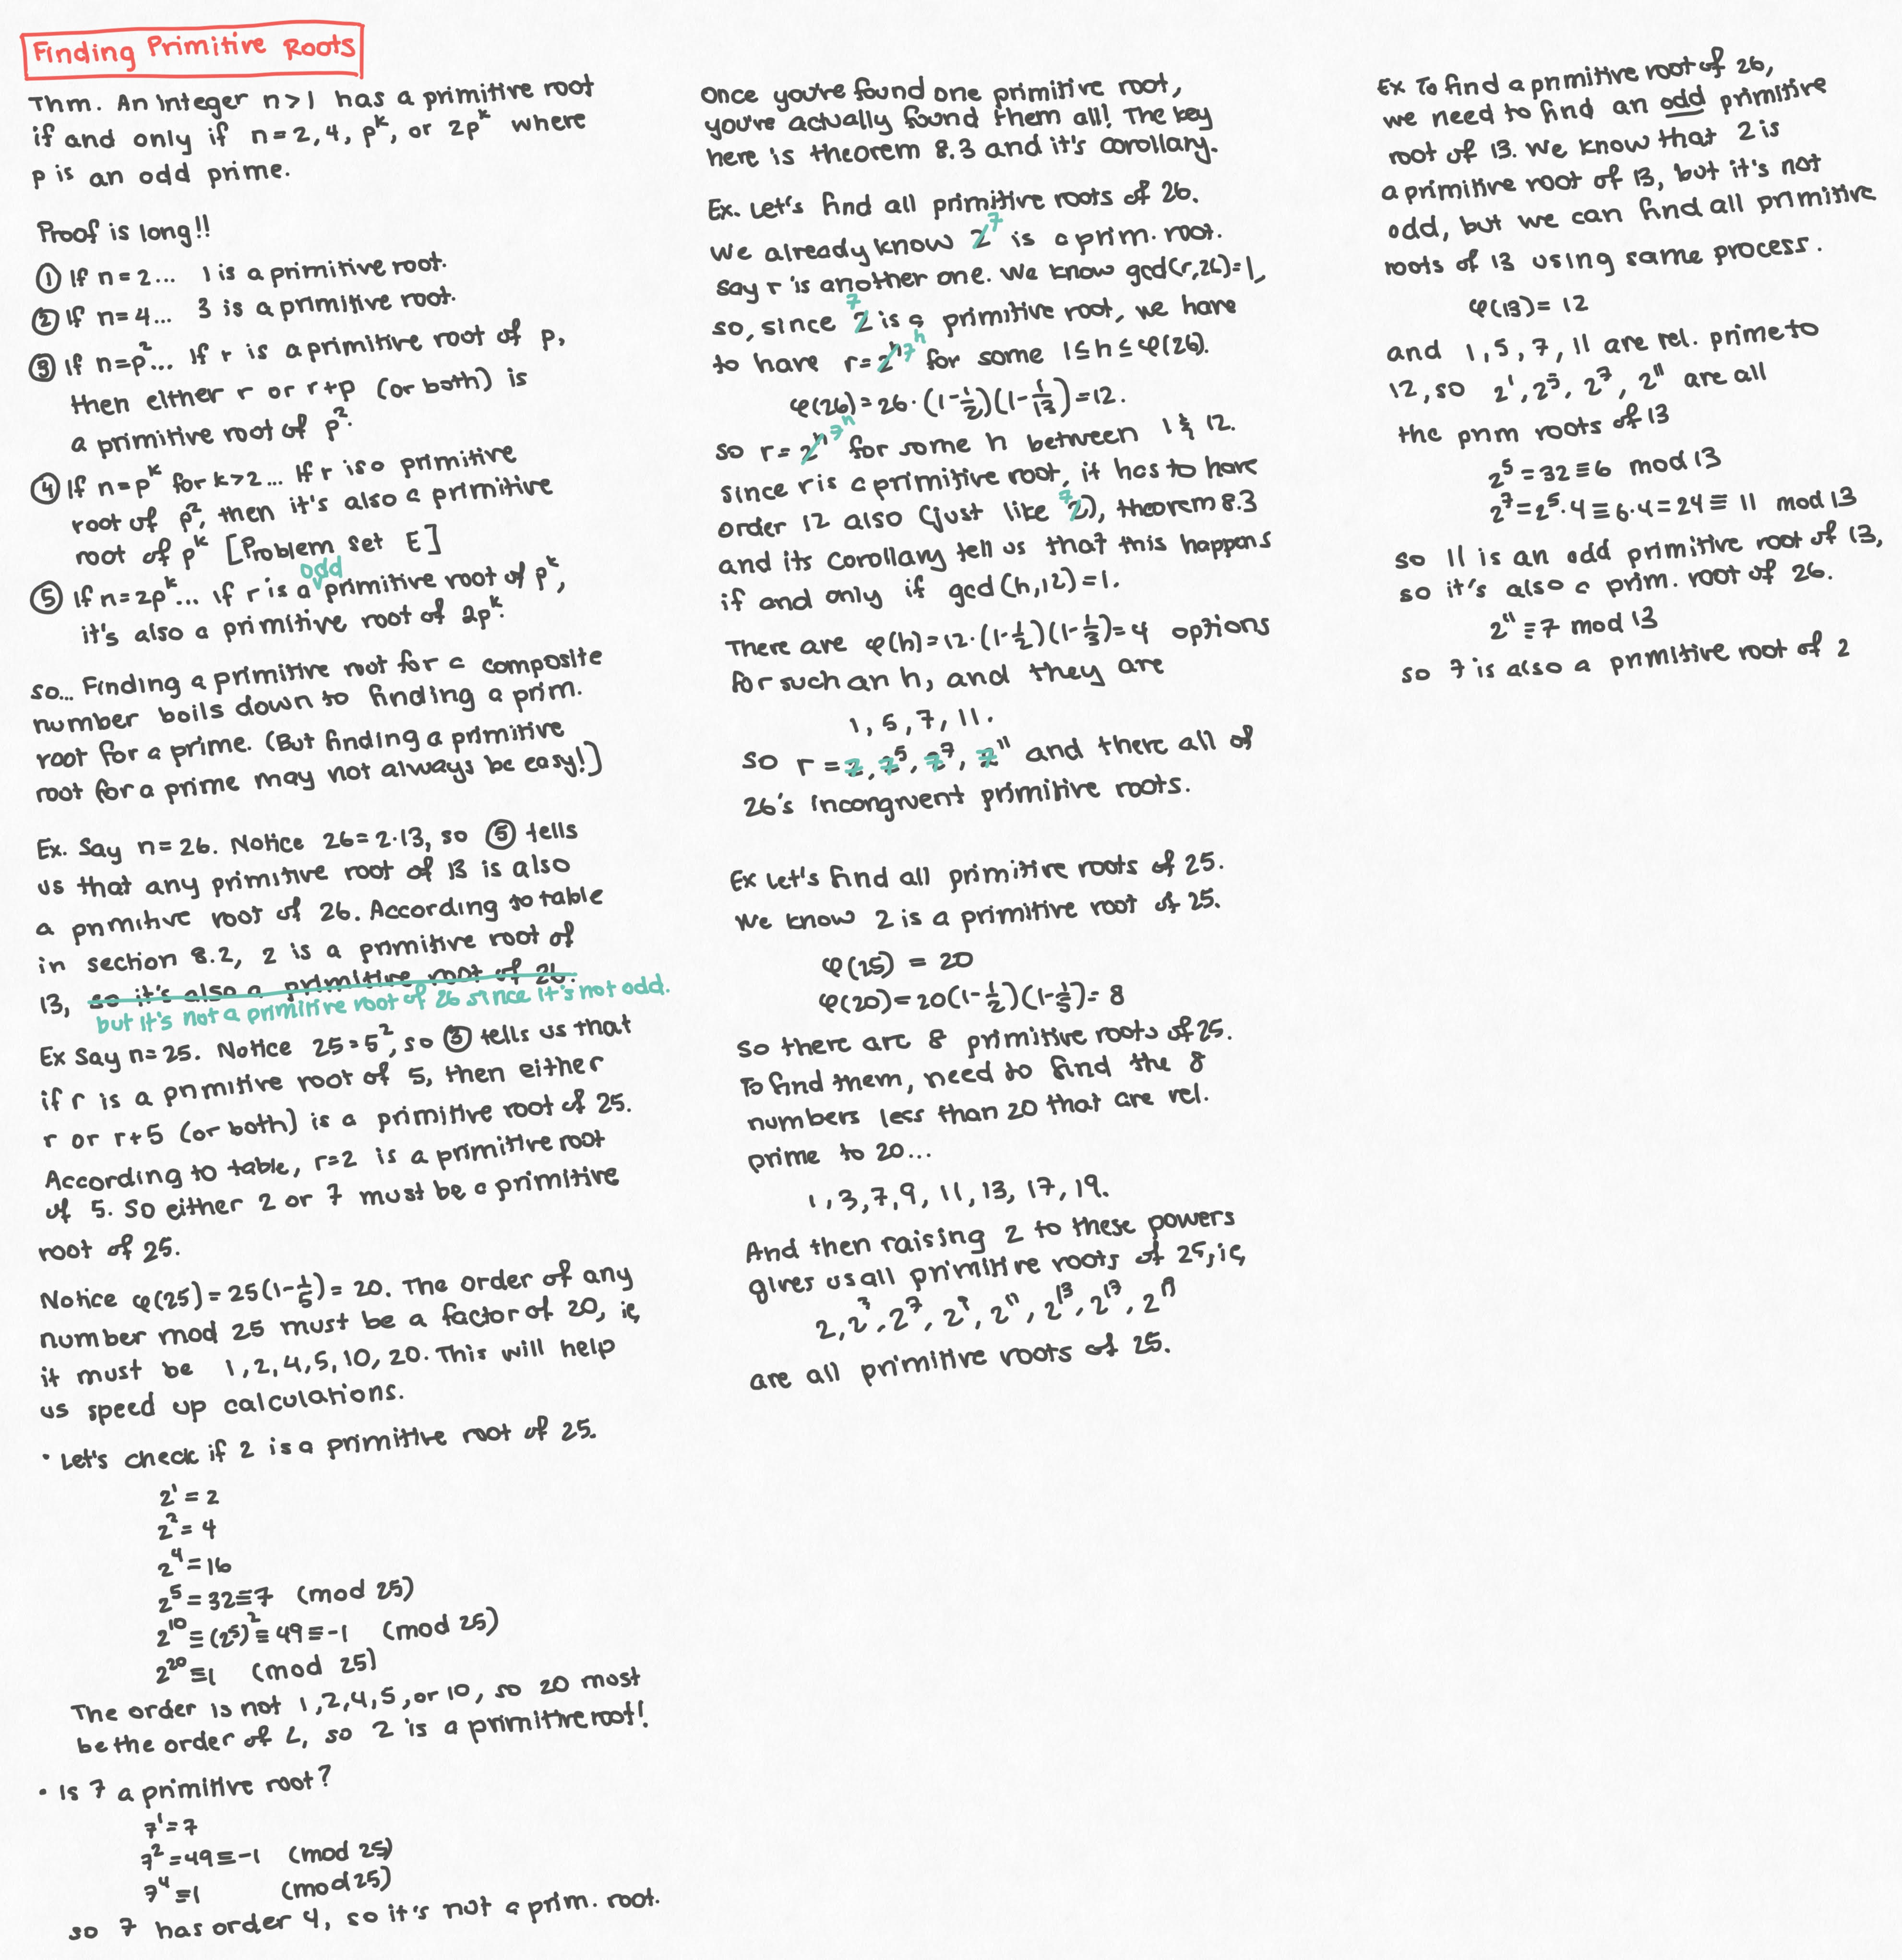 Finding Primitive Roots
Thm. An integer n>1 has a primitive root
if and only if n=2,4, p^k, or 2p^k where
p is an odd prime.
Proof is long!!
① If n=2... 1 is a primitive root.
② If n=4... 3 is a primitive root.
③ If n=p^2... If r is a primitive root of p,
then either r or r+p (or both) is
a primitive root of p^2.
④ If n=p^k for k>2... If r is a primitive
root of p^2, then it's also a primitive
root of p^k [Problem Set E]
odd
⑤ If n=2p^k... If r is a primitive root of p^k,
it's also a primitive root of 2p^k.
So... Finding a primitive root for a composite
number boils down to finding a prim.
root for a prime. (But finding a primitive
root for a prime may not always be easy!)
Ex. Say n=26. Notice 26=2·13, so ⑤ tells
us that any primitive root of 13 is also
a primitive root of 26. According to table
in section 8.2, 2 is a primitive root of
13, so it's also a primitive root of 26.
but it's not a primitive root of 26 since it's not odd.
Ex Say n=25. Notice 25=5^2, so ③ tells us that
if r is a primitive root of 5, then either
r or r+5 (or both) is a primitive root of 25.
According to table, r=2 is a primitive root
of 5. So either 2 or 7 must be a primitive
root of 25.
Notice φ(25)=25(1-1/5)=20. The order of any
number mod 25 must be a factor of 20, ie,
it must be 1,2,4,5,10,20. This will help
us speed up calculations.
· Let's check if 2 is a primitive root of 25.
2^1=2
2^2=4
2^4=16
2^5=32≡7 (mod 25)
2^10≡(2^5)^2≡49≡-1 (mod 25)
2^20≡1 (mod 25)
The order is not 1,2,4,5,or 10, so 20 most
be the order of 2, so 2 is a primitive root!
· Is 7 a primitive root?
7^1=7
7^2=49≡-1 (mod 25)
7^4≡1 (mod 25)
so 7 has order 4, so it's not a prim. root.
Once you've found one primitive root,
you've actually found them all! The key
here is theorem 8.3 and it's corollary.
Ex. Let's find all primitive roots of 26.
We already know 2 7 is a prim. root.
Say r is another one. We know gcd(r,26)=1,
so, since 2 7 is a primitive root, we have
to have r=2^h 7^h for some 1≤h≤φ(26).
φ(26)=26·(1-1/2)(1-1/13)=12.
so r=2^h 7^h for some h between 1 & 12.
Since r is a primitive root, it has to have
order 12 also (just like 2 7), theorem 8.3
and its corollary tell us that this happens
if and only if gcd(h,12)=1.
There are φ(h)=12·(1-1/2)(1-1/3)=4 options
for such an h, and they are
1,5,7,11.
so r=7, 7^5, 7^7, 7^11 and there all of
26's incongruent primitive roots.
Ex Let's find all primitive roots of 25.
We know 2 is a primitive root of 25.
φ(25) = 20
φ(20)=20(1-1/2)(1-1/5)=8
So there are 8 primitive roots of 25.
To find them, need to find the 8
numbers less than 20 that are rel.
prime to 20...
1,3,7,9,11,13,17,19.
And then raising 2 to these powers
gives us all primitive roots of 25, ie,
2,2^3,2^7,2^9,2^11,2^13,2^17,2^19
are all primitive roots of 25.
Ex To find a primitive root of 26,
we need to find an odd primitive
root of 13. We know that 2 is
a primitive root of 13, but it's not
odd, but we can find all primitive
roots of 13 using same process.
φ(13)=12
and 1,5,7,11 are rel. prime to
12, so 2^1,2^5,2^7,2^11 are all
the prim roots of 13
2^5=32≡6 mod 13
2^7=2^5·4≡6·4=24≡11 mod 13
so 11 is an odd primitive root of 13,
so it's also a prim. root of 26.
2^11≡7 mod 13
so 7 is also a primitive root of 2